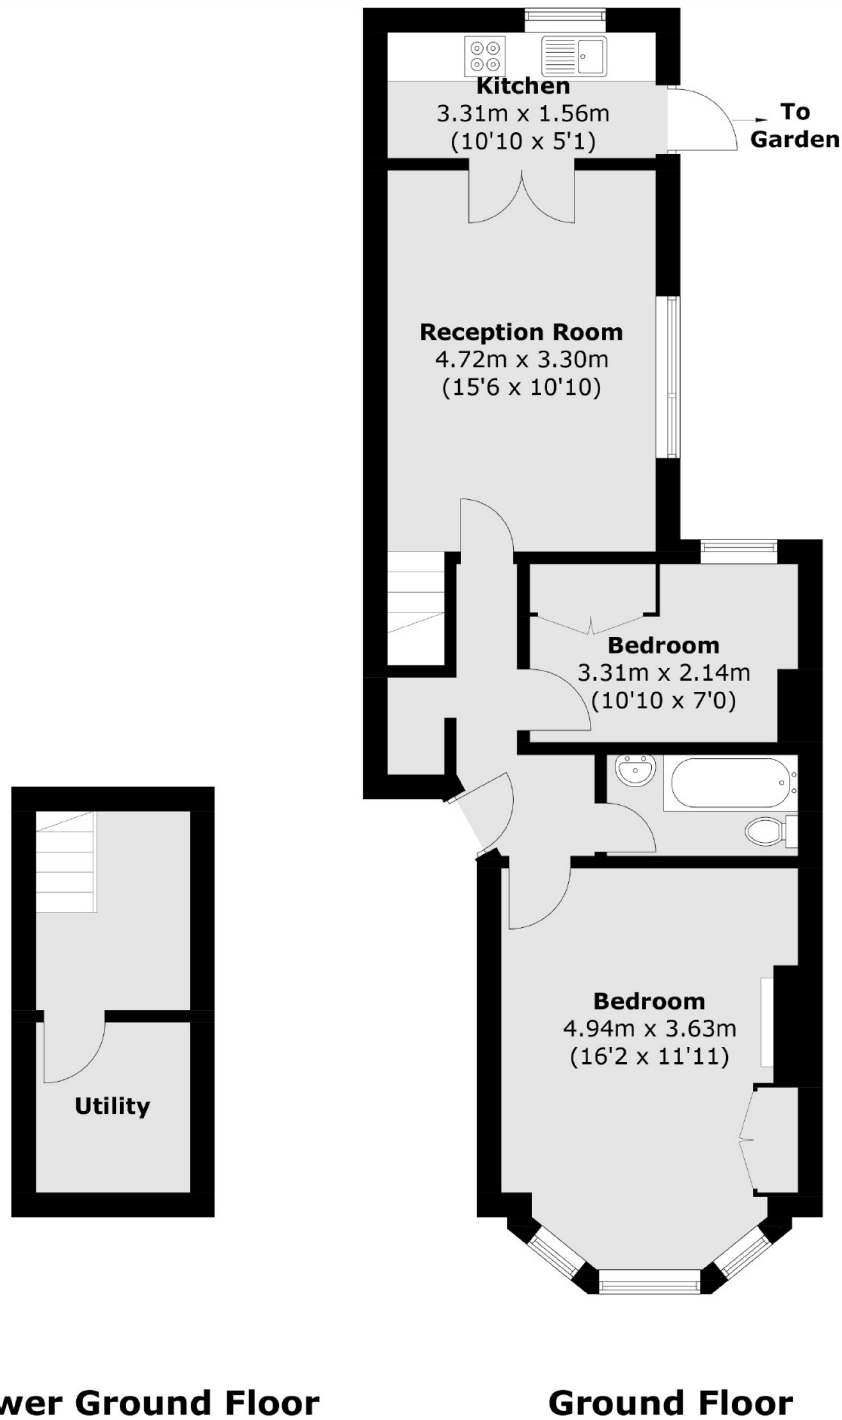 Kitchen
3.31m x 1.56m
(10'10 x 5'1)
To
Garden
Reception Room
4.72m x 3.30m
(15'6 x 10'10)
Bedroom
3.31m x 2.14m
(10'10 x 7'0)
Bedroom
4.94m x 3.63m
(16'2 x 11'11)
Utility
wer Ground Floor
Ground Floor